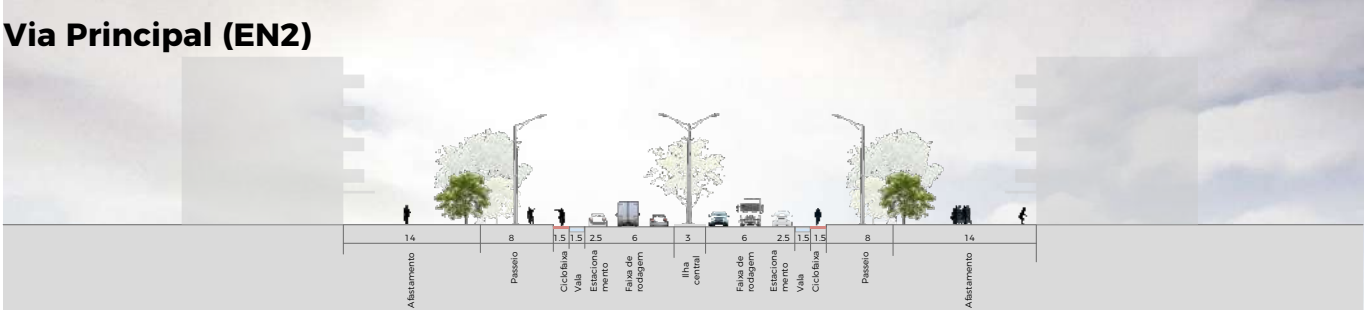 Via Principal (EN2)
14 8 1.5 1.5 2.5 6 3 6 2.5 1.5 1.5 8 14
Afastamento
Passeio
Ciclofaixa
Vala
Estaciona
mento
Faixa de
rodagem
Ilha
central
Faixa de
rodagem
Estaciona
mento
Vala
Ciclofaixa
Passeio
Afastamento